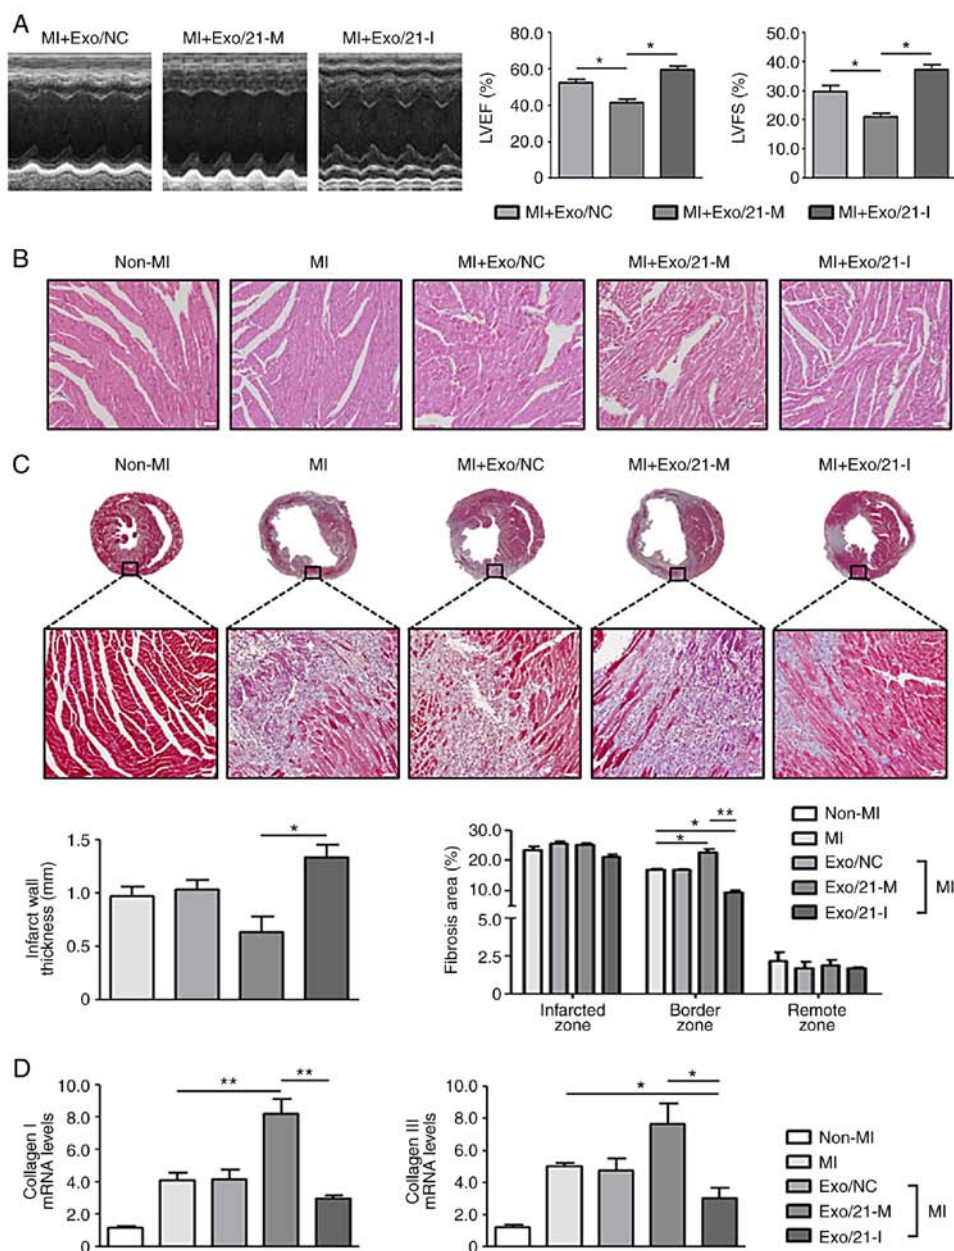 A
MI+Exo/NC MI+Exo/21-M MI+Exo/21-I
LVEF (%)
80.0
60.0
40.0
20.0
0
* *
LVFS (%)
50.0
40.0
30.0
20.0
10.0
0
* *
MI+Exo/NC MI+Exo/21-M MI+Exo/21-I
B
Non-MI MI MI+Exo/NC MI+Exo/21-M MI+Exo/21-I
C
Non-MI MI MI+Exo/NC MI+Exo/21-M MI+Exo/21-I
Infarct wall
thickness (mm)
1.5
1.0
0.5
0
*
Fibrosis area (%)
30.0
20.0
10.0
5.0
2.5
0
* * **
Infarcted
zone
Border
zone
Remote
zone
Non-MI
MI
Exo/NC
Exo/21-M
Exo/21-I
MI
D
Collagen I
mRNA levels
10.0
8.0
6.0
4.0
2.0
0
** **
Collagen III
mRNA levels
10.0
8.0
6.0
4.0
2.0
0
* *
Non-MI
MI
Exo/NC
Exo/21-M
Exo/21-I
MI